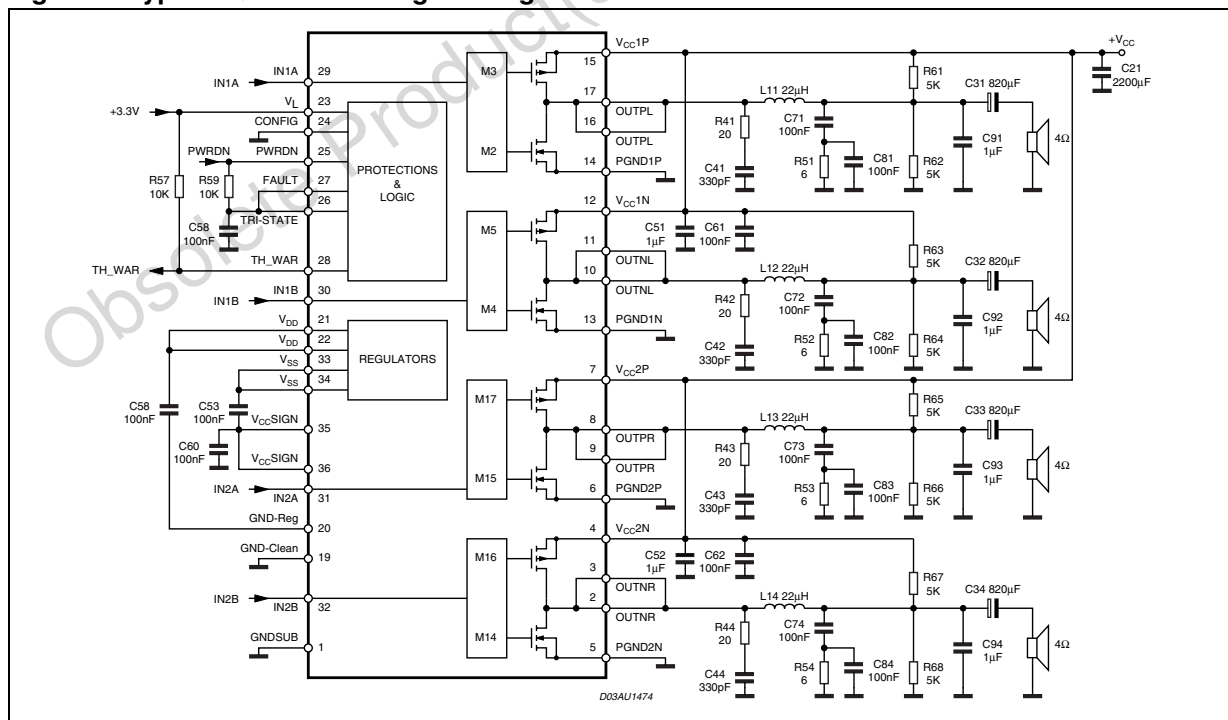 Obsolete Product(
+3.3V
IN1A
29
VL
23
CONFIG
24
PWRDN
PWRDN
25
FAULT
27
26
TRI-STATE
R57
10K
R59
10K
C58
100nF
TH_WAR
TH_WAR
28
IN1B
30
VDD
21
VDD
22
VSS
33
VSS
34
C58
100nF
C53
100nF
C60
100nF
VCCSIGN
35
VCCSIGN
36
IN2A
IN2A
31
GND-Reg
20
GND-Clean
19
IN2B
IN2B
32
GNDSUB
1
PROTECTIONS
&
LOGIC
REGULATORS
M3
M2
M5
M4
M17
M15
M16
M14
VCC1P
15
17
OUTPL
16
OUTPL
14
PGND1P
12
VCC1N
11
OUTNL
10
OUTNL
13
PGND1N
7
VCC2P
8
OUTPR
9
OUTPR
6
PGND2P
4
VCC2N
3
OUTNR
2
OUTNR
5
PGND2N
+VCC
C21
2200µF
L11 22µH
R41
20
C41
330pF
C71
100nF
R51
6
C81
100nF
R61
5K
R62
5K
C31 820µF
C91
1µF
4Ω
C51
1µF
C61
100nF
L12 22µH
R42
20
C42
330pF
C72
100nF
R52
6
C82
100nF
R63
5K
R64
5K
C32 820µF
C92
1µF
4Ω
L13 22µH
R43
20
C43
330pF
C73
100nF
R53
6
C83
100nF
R65
5K
R66
5K
C33 820µF
C93
1µF
4Ω
C52
1µF
C62
100nF
L14 22µH
R44
20
C44
330pF
C74
100nF
R54
6
C84
100nF
R67
5K
R68
5K
C34 820µF
C94
1µF
4Ω
D03AU1474